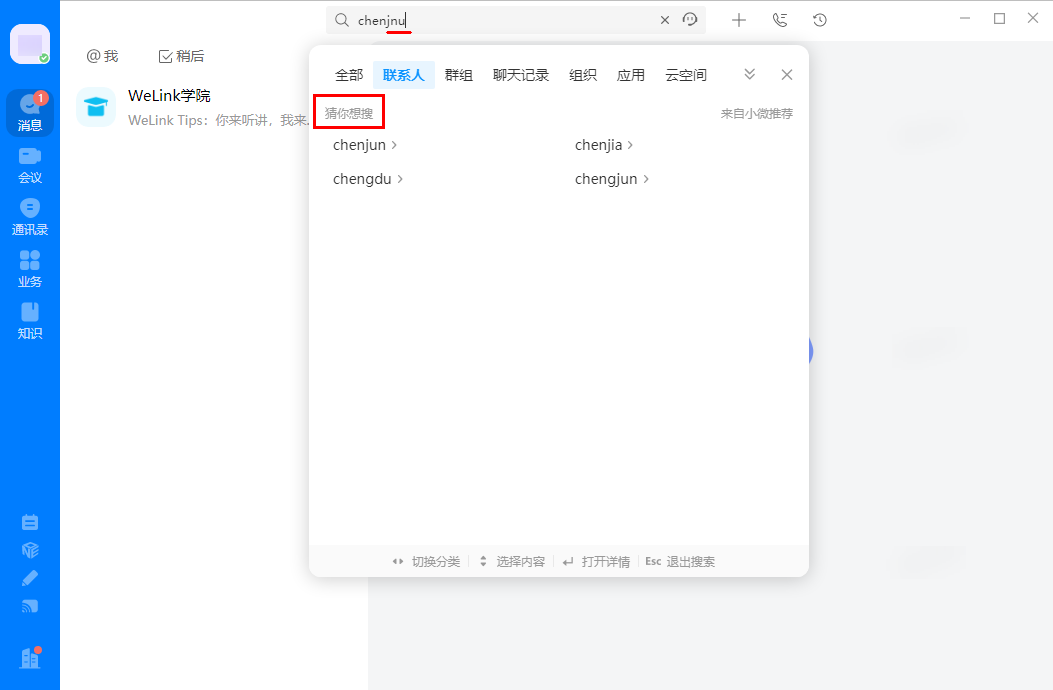 chenjnu
@ 我 稍后
WeLink学院
WeLink Tips：你来听讲，我来..
1
消息
会议
通讯录
业务
知识
全部 联系人 群组 聊天记录 组织 应用 云空间
猜你想搜 来自小微推荐
chenjun chenjia
chengdu chengjun
切换分类 选择内容 打开详情 Esc 退出搜索